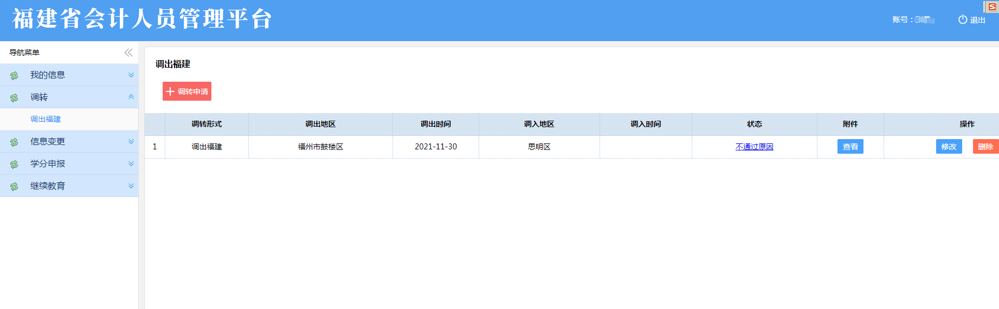 福建省会计人员管理平台
账号：
退出
导航菜单
我的信息
调转
调出福建
信息变更
学分申报
继续教育
调出福建
调转申请
调转形式 调出地区 调出时间 调入地区 调入时间 状态 附件 操作
1 调出福建 福州市鼓楼区 2021-11-30 思明区 不通过原因 查看 修改 删除